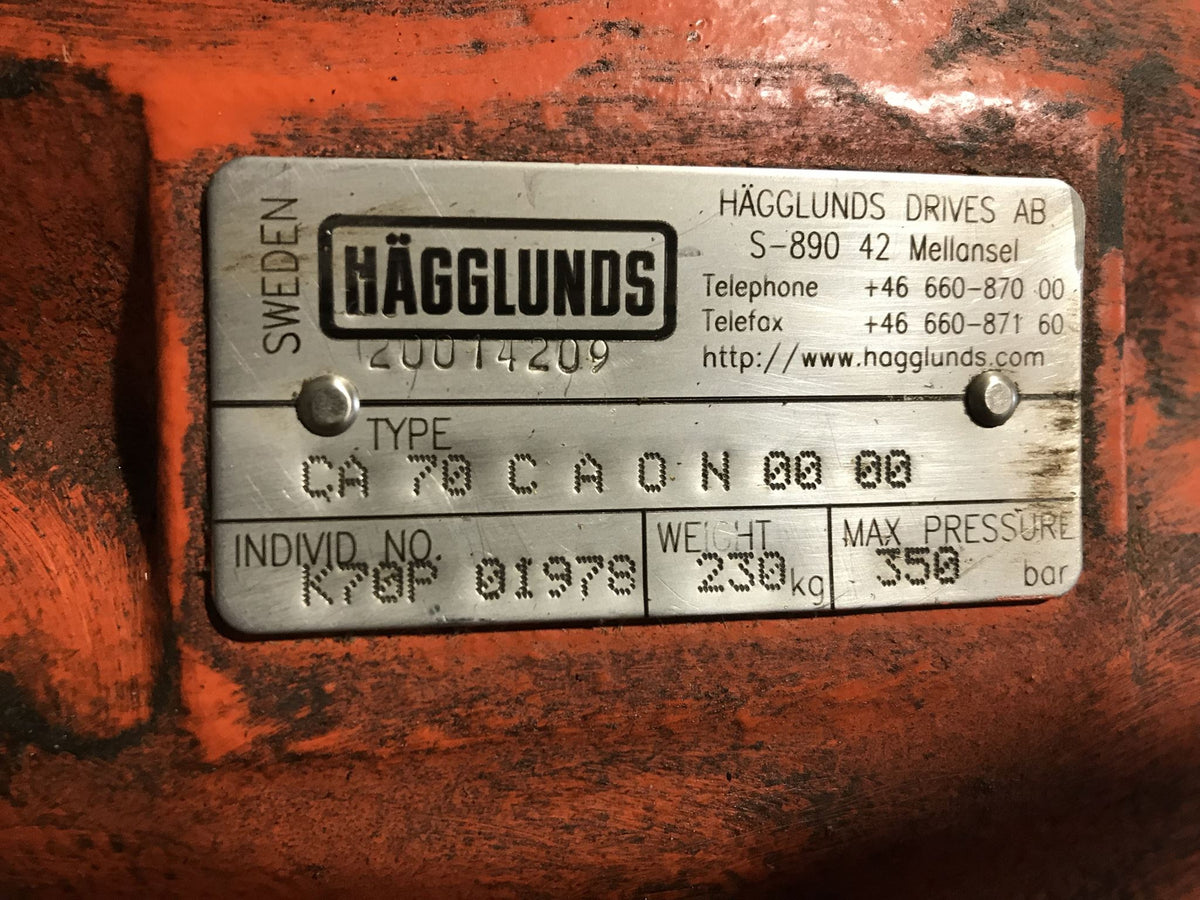 SWEDEN
HÄGGLUNDS
20014209
HÄGGLUNDS DRIVES AB
S-890 42 Mellansel
Telephone +46 660-870 00
Telefax +46 660-871 60
http://www.hagglunds.com
TYPE
CA 70 C A 0 N 00 00
INDIVID NO.
K70P 01978
WEIGHT
230 kg
MAX PRESSURE
350 bar